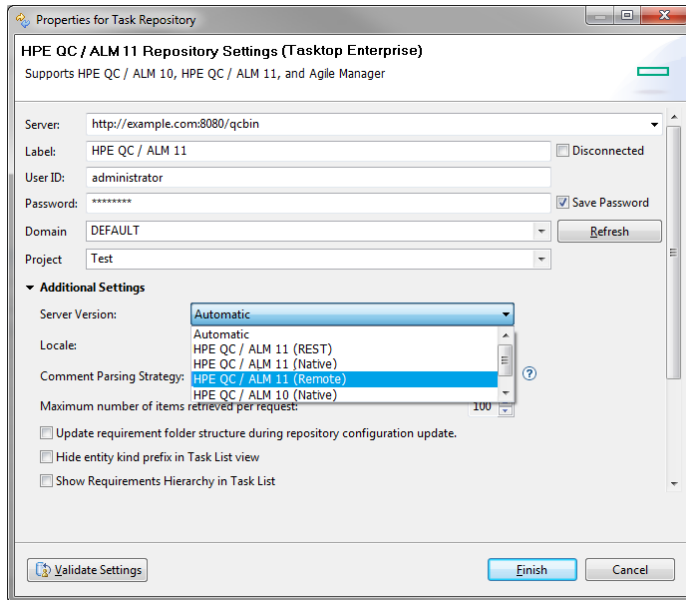 Properties for Task Repository
HPE QC / ALM 11 Repository Settings (Tasktop Enterprise)
Supports HPE QC / ALM 10, HPE QC / ALM 11, and Agile Manager
Server: http://example.com:8080/qcbin
Label: HPE QC / ALM 11 Disconnected
User ID: administrator
Password: ******** Save Password
Domain DEFAULT Refresh
Project Test
Additional Settings
Server Version: Automatic
Automatic
Locale: HPE QC / ALM 11 (REST)
HPE QC / ALM 11 (Native)
Comment Parsing Strategy: HPE QC / ALM 11 (Remote)
HPE QC / ALM 10 (Native)
Maximum number of items retrieved per request: 100
Update requirement folder structure during repository configuration update.
Hide entity kind prefix in Task List view
Show Requirements Hierarchy in Task List
Validate Settings Finish Cancel